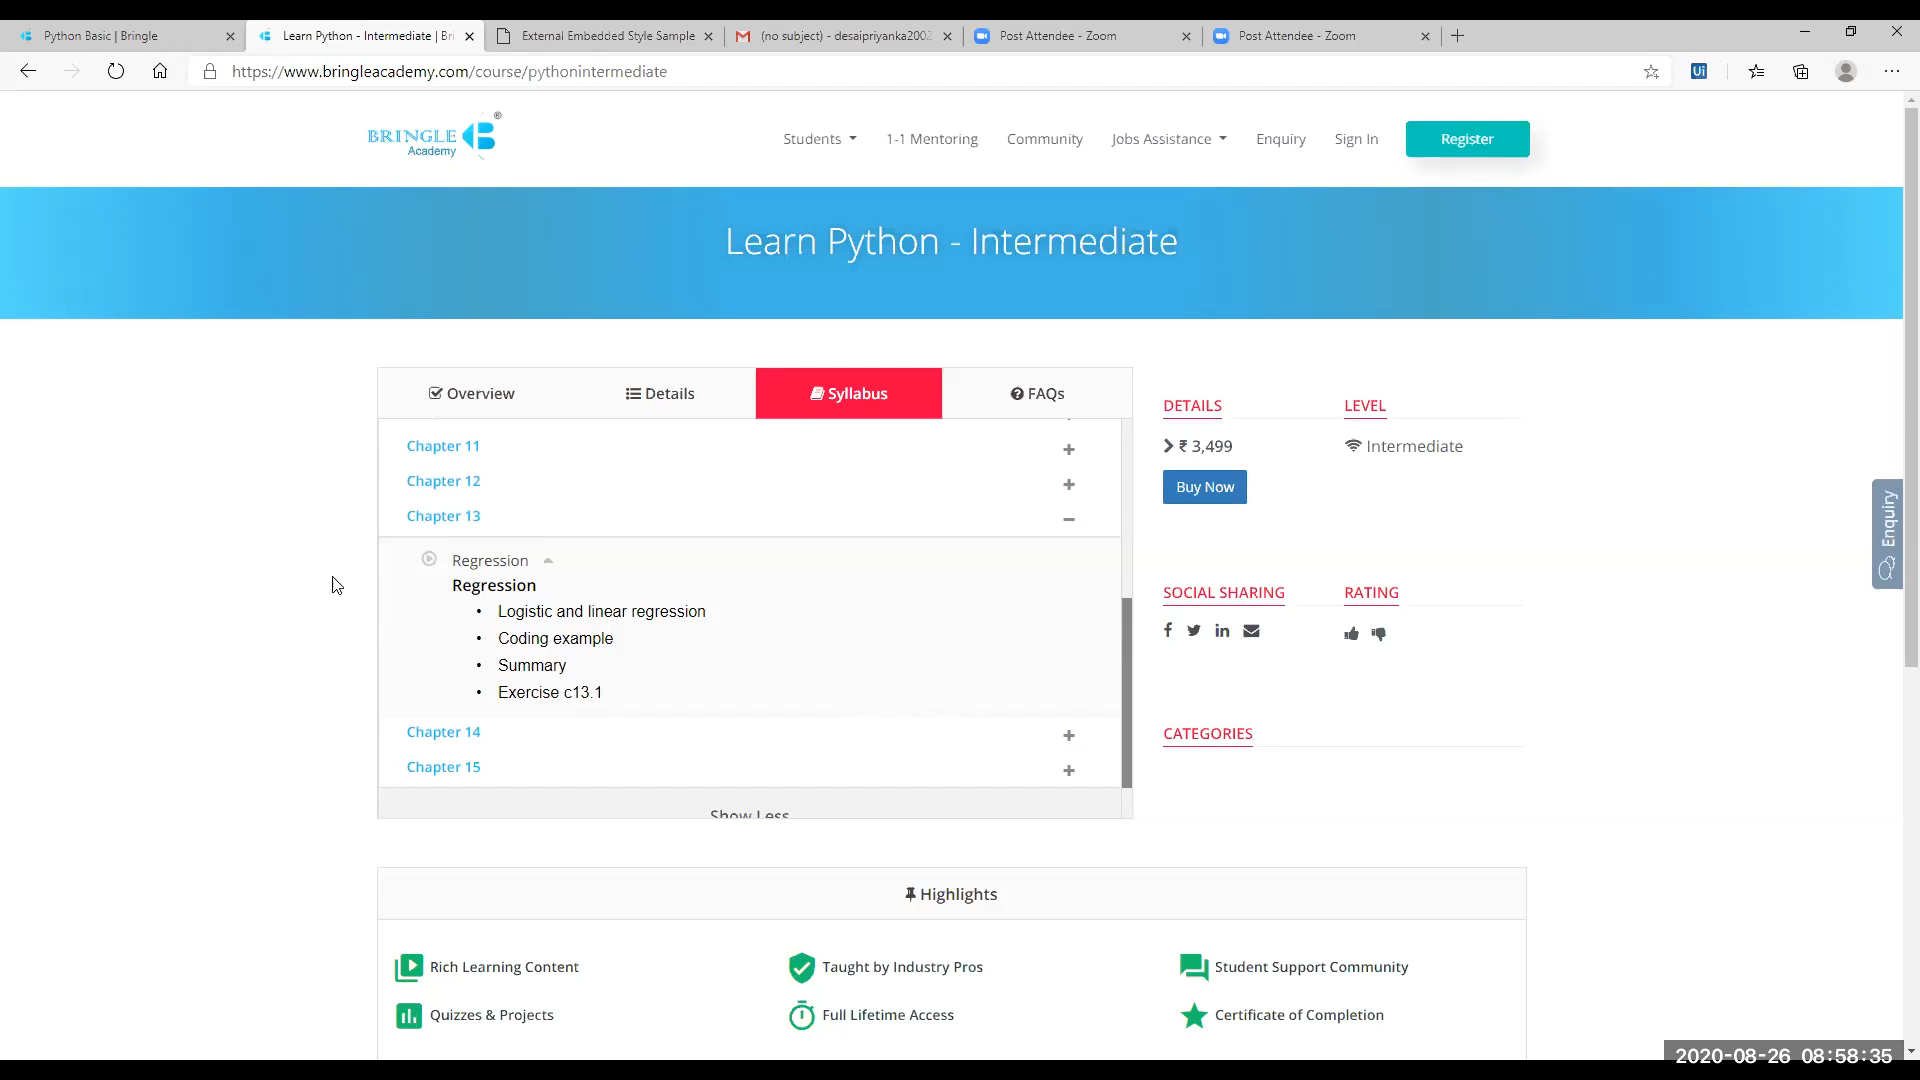 Python Basic | Bringle
Learn Python - Intermediate | Bri
External Embedded Style Sample
(no subject) - desaipriyanka2002
Post Attendee - Zoom
Post Attendee - Zoom
https://www.bringleacademy.com/course/pythonintermediate
Ui
BRINGLE
Academy
®
Students
1-1 Mentoring
Community
Jobs Assistance
Enquiry
Sign In
Register
Learn Python - Intermediate
Overview
Details
Syllabus
FAQs
Chapter 11
Chapter 12
Chapter 13
Regression
Regression
• Logistic and linear regression
• Coding example
• Summary
• Exercise c13.1
Chapter 14
Chapter 15
Show Less
DETAILS
₹ 3,499
Buy Now
LEVEL
Intermediate
SOCIAL SHARING
RATING
CATEGORIES
Enquiry
Highlights
Rich Learning Content
Taught by Industry Pros
Student Support Community
Quizzes & Projects
Full Lifetime Access
Certificate of Completion
2020-08-26 08:58:35